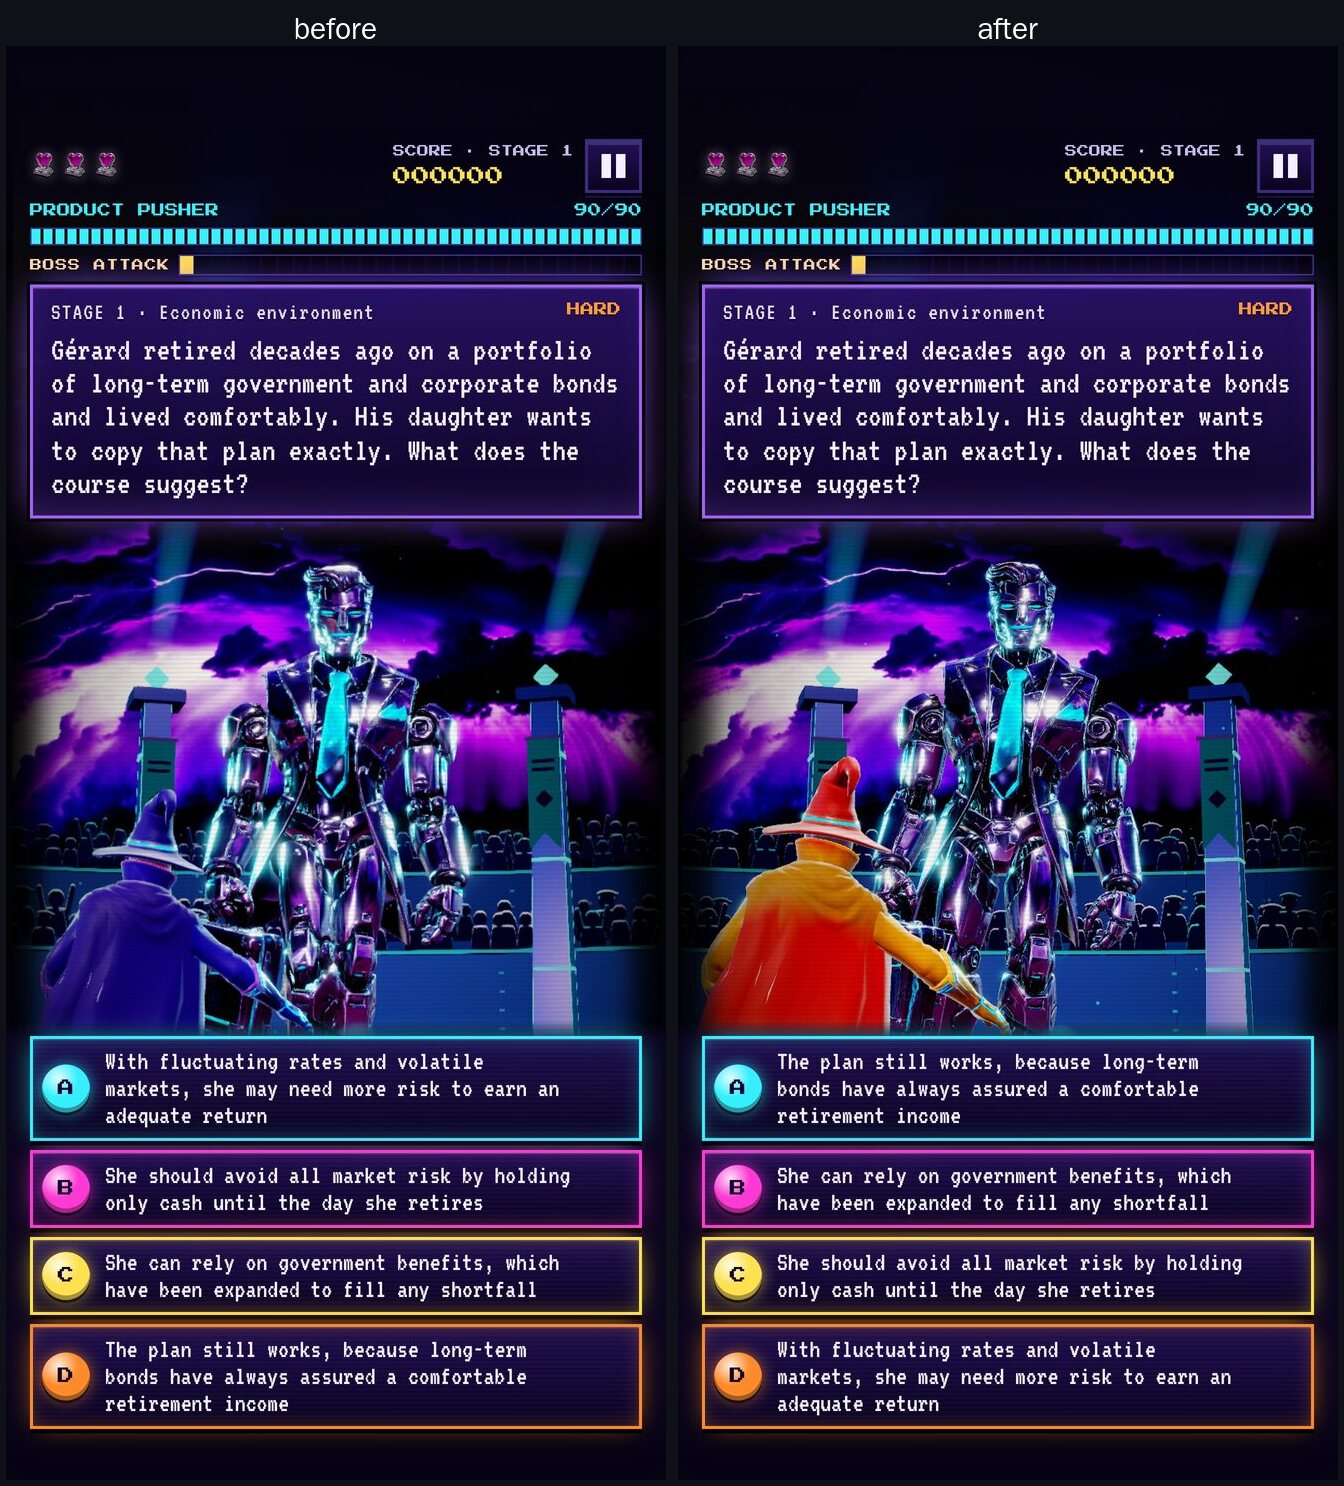 before
SCORE · STAGE 1
000000
PRODUCT PUSHER
90/90
BOSS ATTACK
STAGE 1 · Economic environment
HARD
Gérard retired decades ago on a portfolio
of long-term government and corporate bonds
and lived comfortably. His daughter wants
to copy that plan exactly. What does the
course suggest?
A
With fluctuating rates and volatile
markets, she may need more risk to earn an
adequate return
B
She should avoid all market risk by holding
only cash until the day she retires
C
She can rely on government benefits, which
have been expanded to fill any shortfall
D
The plan still works, because long-term
bonds have always assured a comfortable
retirement income
after
SCORE · STAGE 1
000000
PRODUCT PUSHER
90/90
BOSS ATTACK
STAGE 1 · Economic environment
HARD
Gérard retired decades ago on a portfolio
of long-term government and corporate bonds
and lived comfortably. His daughter wants
to copy that plan exactly. What does the
course suggest?
A
The plan still works, because long-term
bonds have always assured a comfortable
retirement income
B
She can rely on government benefits, which
have been expanded to fill any shortfall
C
She should avoid all market risk by holding
only cash until the day she retires
D
With fluctuating rates and volatile
markets, she may need more risk to earn an
adequate return